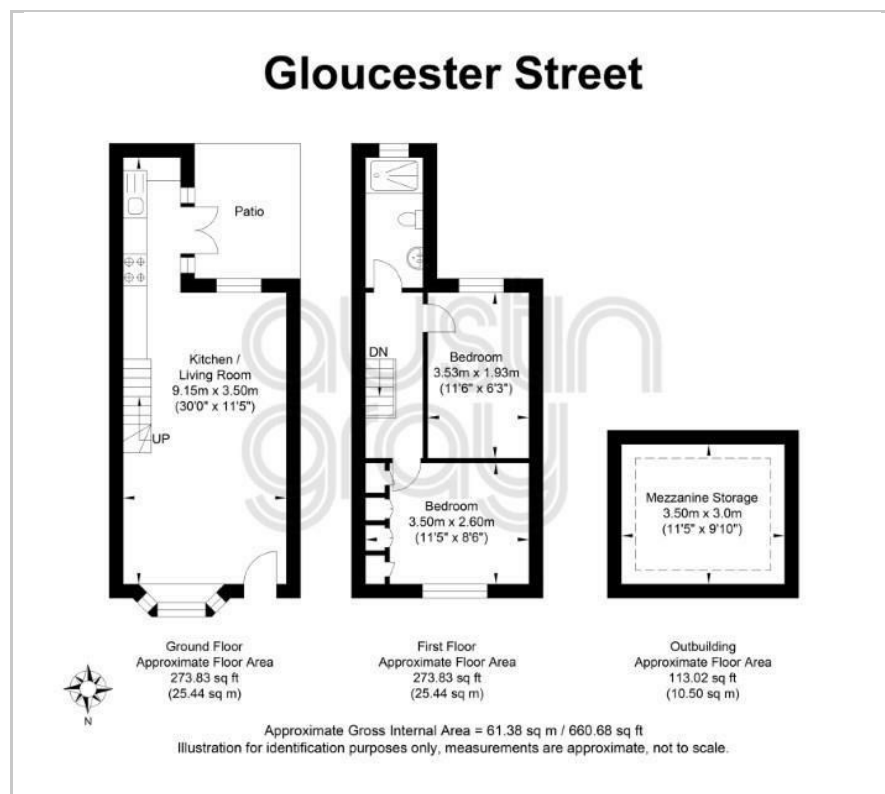 Gloucester Street
Patio
Kitchen /
Living Room
9.15m x 3.50m
(30'0" x 11'5")
UP
DN
Bedroom
3.53m x 1.93m
(11'6" x 6'3")
Bedroom
3.50m x 2.60m
(11'5" x 8'6")
Mezzanine Storage
3.50m x 3.0m
(11'5" x 9'10")
austin
gray
Ground Floor
Approximate Floor Area
273.83 sq ft
(25.44 sq m)
First Floor
Approximate Floor Area
273.83 sq ft
(25.44 sq m)
Outbuilding
Approximate Floor Area
113.02 sq ft
(10.50 sq m)
N
Approximate Gross Internal Area = 61.38 sq m / 660.68 sq ft
Illustration for identification purposes only, measurements are approximate, not to scale.